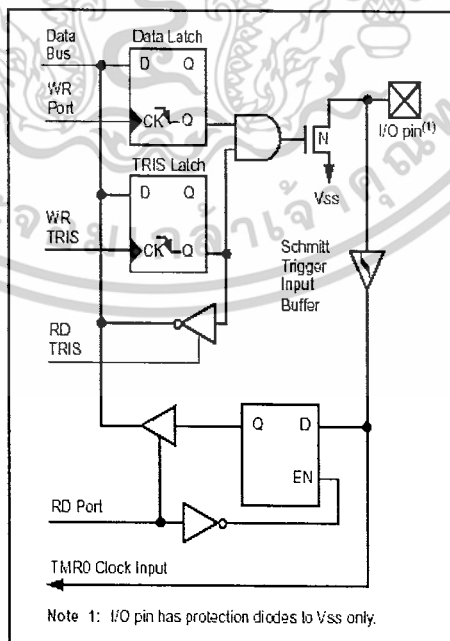 Data Bus
Data Latch
D Q
WR Port
CK Q
N
I/O pin(1)
Vss
TRIS Latch
D Q
WR TRIS
CK Q
Schmitt Trigger Input Buffer
RD TRIS
Q D
EN
RD Port
TMR0 Clock Input
Note 1: I/O pin has protection diodes to Vss only.